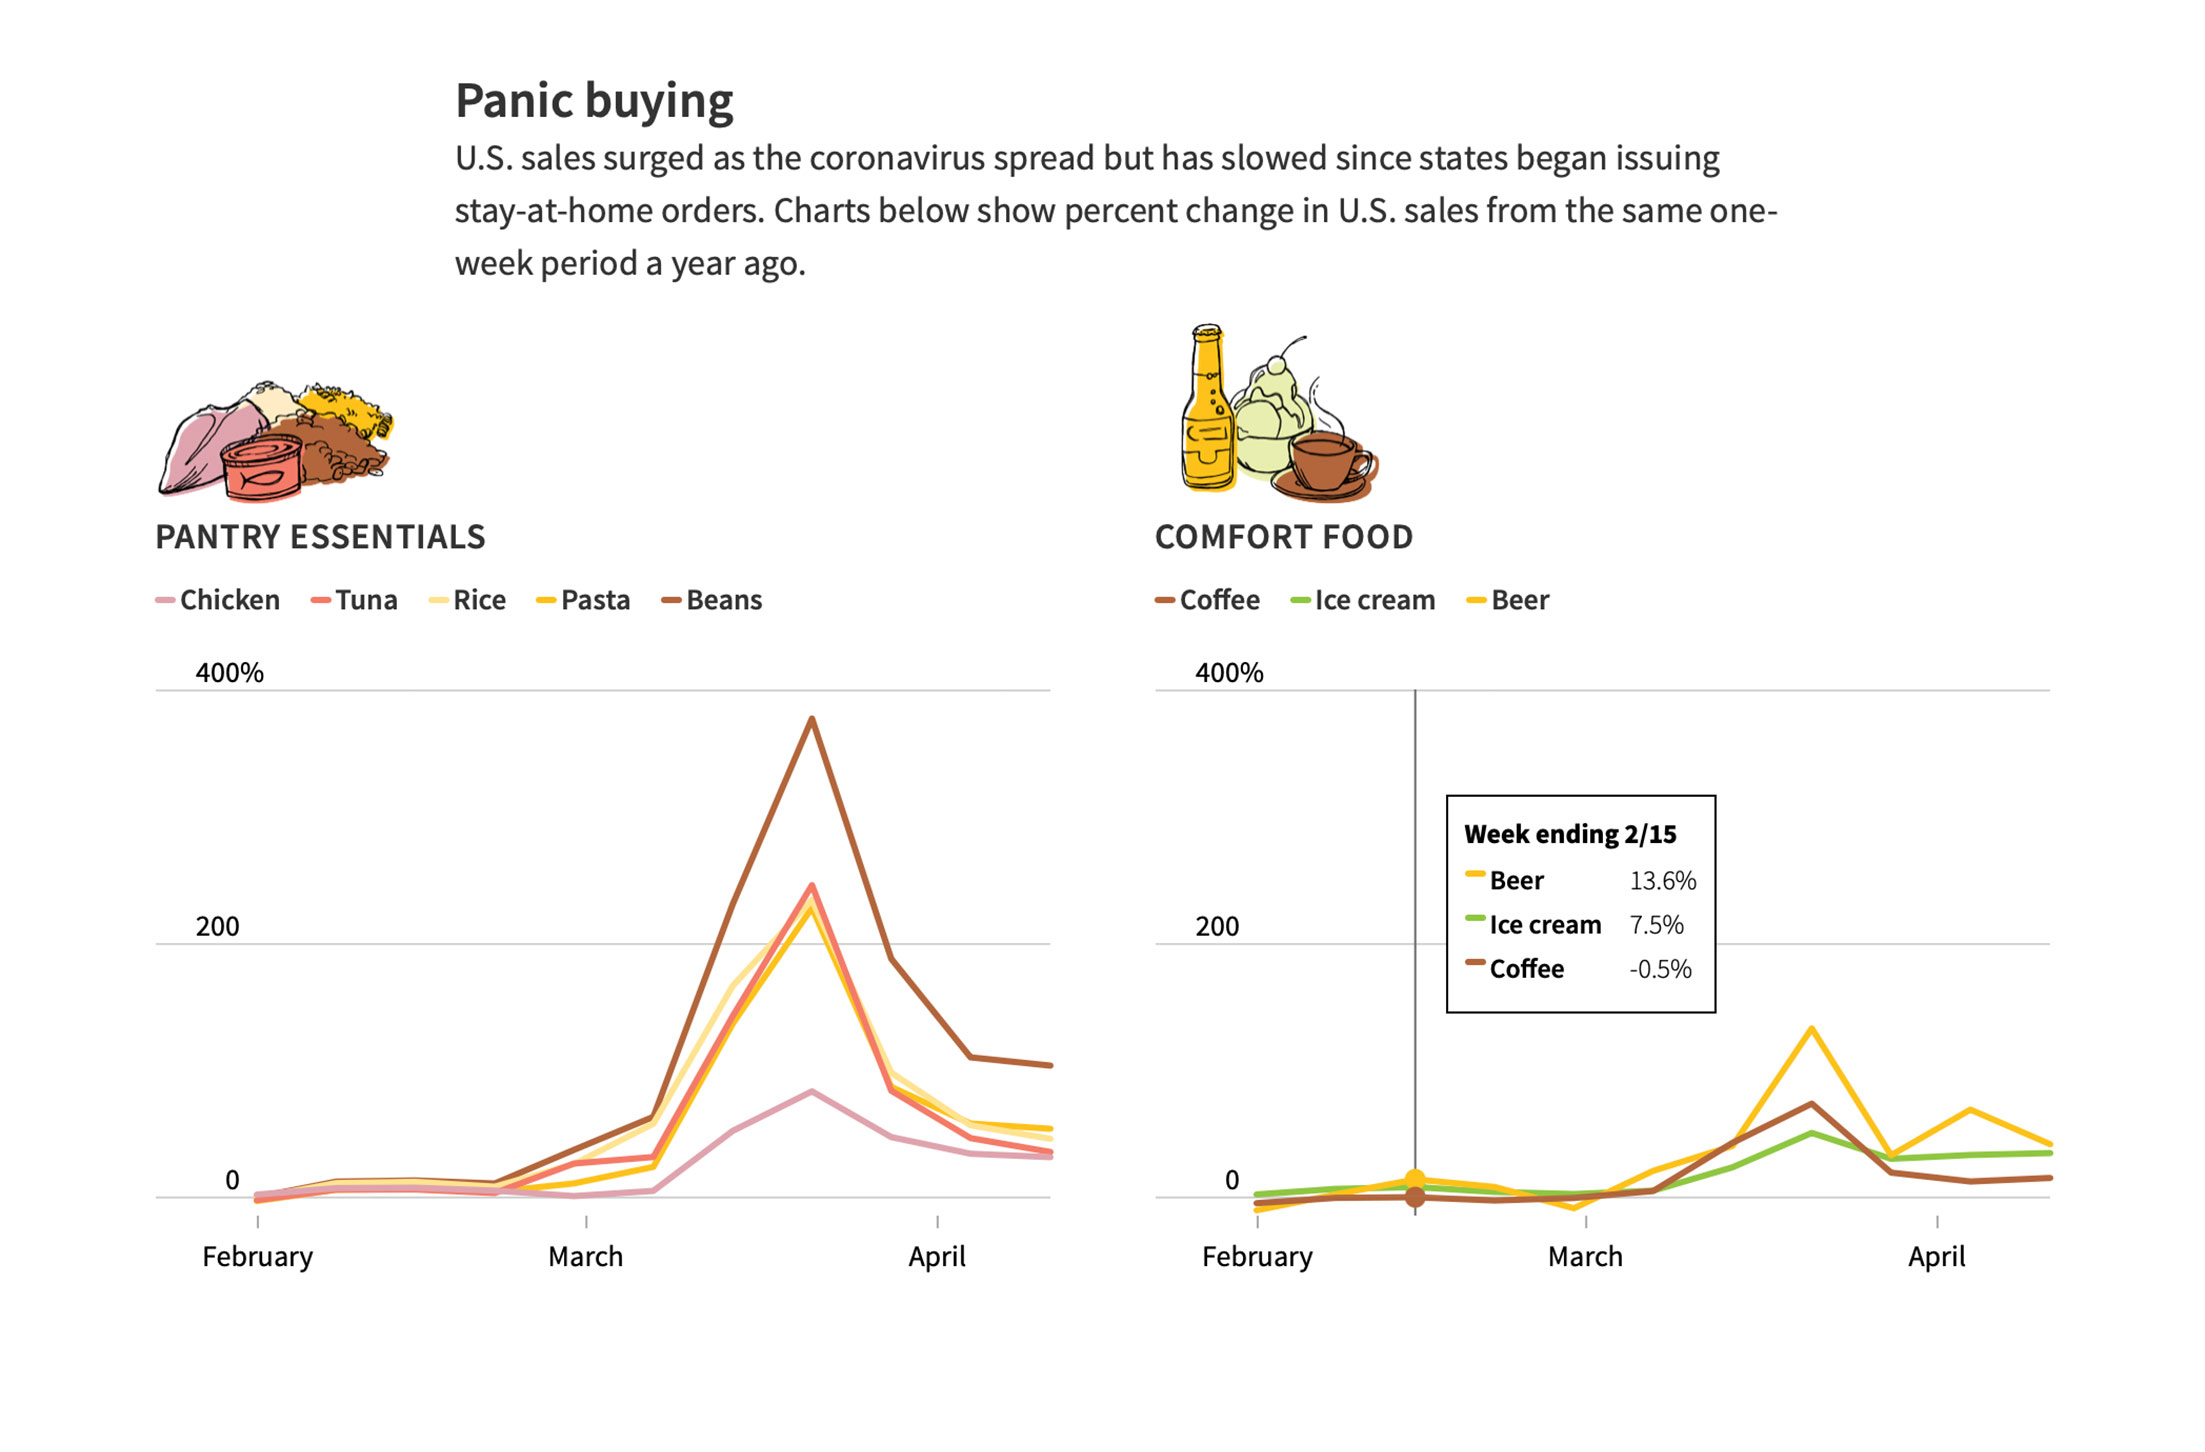 Panic buying
U.S. sales surged as the coronavirus spread but has slowed since states began issuing
stay-at-home orders. Charts below show percent change in U.S. sales from the same one-
week period a year ago.
PANTRY ESSENTIALS
Chicken Tuna Rice Pasta Beans
400%
200
0
February March April
COMFORT FOOD
Coffee Ice cream Beer
400%
200
0
Week ending 2/15
Beer 13.6%
Ice cream 7.5%
Coffee -0.5%
February March April